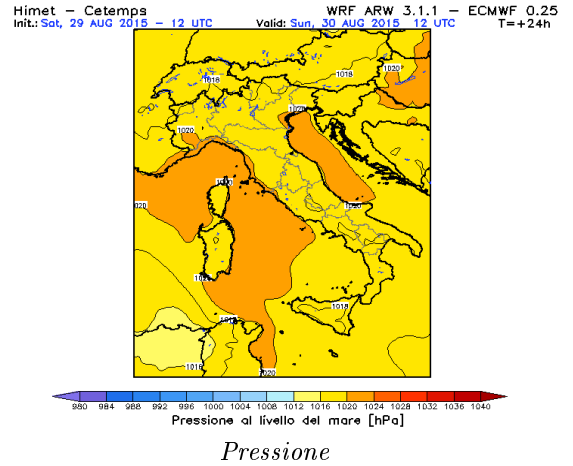 Himet – Cetemps WRF ARW 3.1.1 – ECMWF 0.25
Init.: Sat, 29 AUG 2015 – 12 UTC Valid: Sun, 30 AUG 2015 12 UTC T=+24h
1018 1020
1018
1020
1020
1020
020 1020
1018
1018
1020
980 984 988 992 996 1000 1004 1008 1012 1016 1020 1024 1028 1032 1036 1040
Pressione al livello del mare [hPa]
Pressione